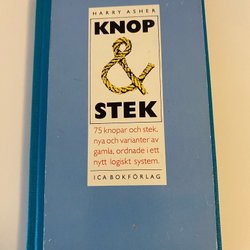 HARRY ASHER
KNOP
&
STEK
75 knopar och stek,
nya och varianter av
gamla, ordnade i ett
nytt logiskt system.
ICA BOKFÖRLAG